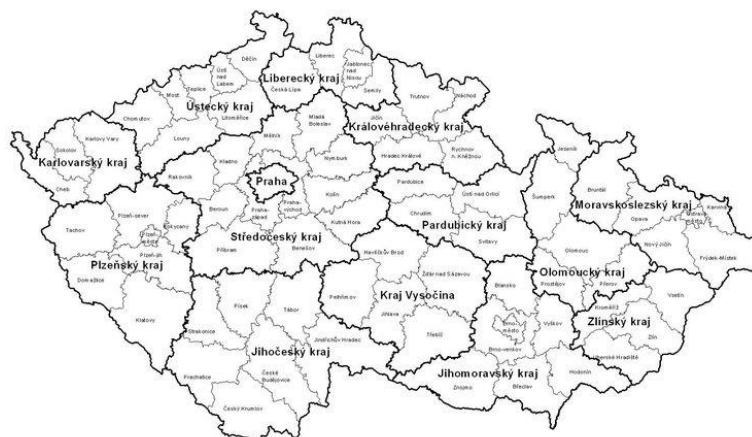 Děčín
Ústí
nad
Labem
Teplice
Most
Chomutov
Ústecký kraj
Litoměřice
Louny
Liberec
Liberecký kraj
Česká Lípa
Jablonec
nad
Nisou
Semily
Trutnov
Náchod
Jičín
Královéhradecký kraj
Hradec Králové
Rychnov
n. Kněžnou
Sokolov
Karlovy Vary
Karlovarský kraj
Cheb
Mělník
Mladá
Boleslav
Nymburk
Kladno
Rakovník
Praha
Beroun
Praha-
západ
Praha-
východ
Kolín
Kutná Hora
Středočeský kraj
Příbram
Benešov
Pardubice
Ústí nad Orlicí
Chrudim
Pardubický kraj
Svitavy
Jeseník
Šumperk
Bruntál
Moravskoslezský kraj
Opava
Karviná
Ostrava
město
Nový Jičín
Frýdek-Místek
Olomouc
Olomoucký kraj
Prostějov
Přerov
Tachov
Plzeň-sever
Rokycany
Plzeň-
město
Plzeň-jih
Plzeňský kraj
Domažlice
Klatovy
Havlíčkův Brod
Žďár nad Sázavou
Pelhřimov
Kraj Vysočina
Jihlava
Třebíč
Písek
Tábor
Strakonice
Jindřichův Hradec
Jihočeský kraj
Prachatice
České
Budějovice
Český Krumlov
Blansko
Brno-
město
Vyškov
Brno-venkov
Jihomoravský kraj
Znojmo
Břeclav
Hodonín
Kroměříž
Vsetín
Zlínský kraj
Zlín
Uherské Hradiště